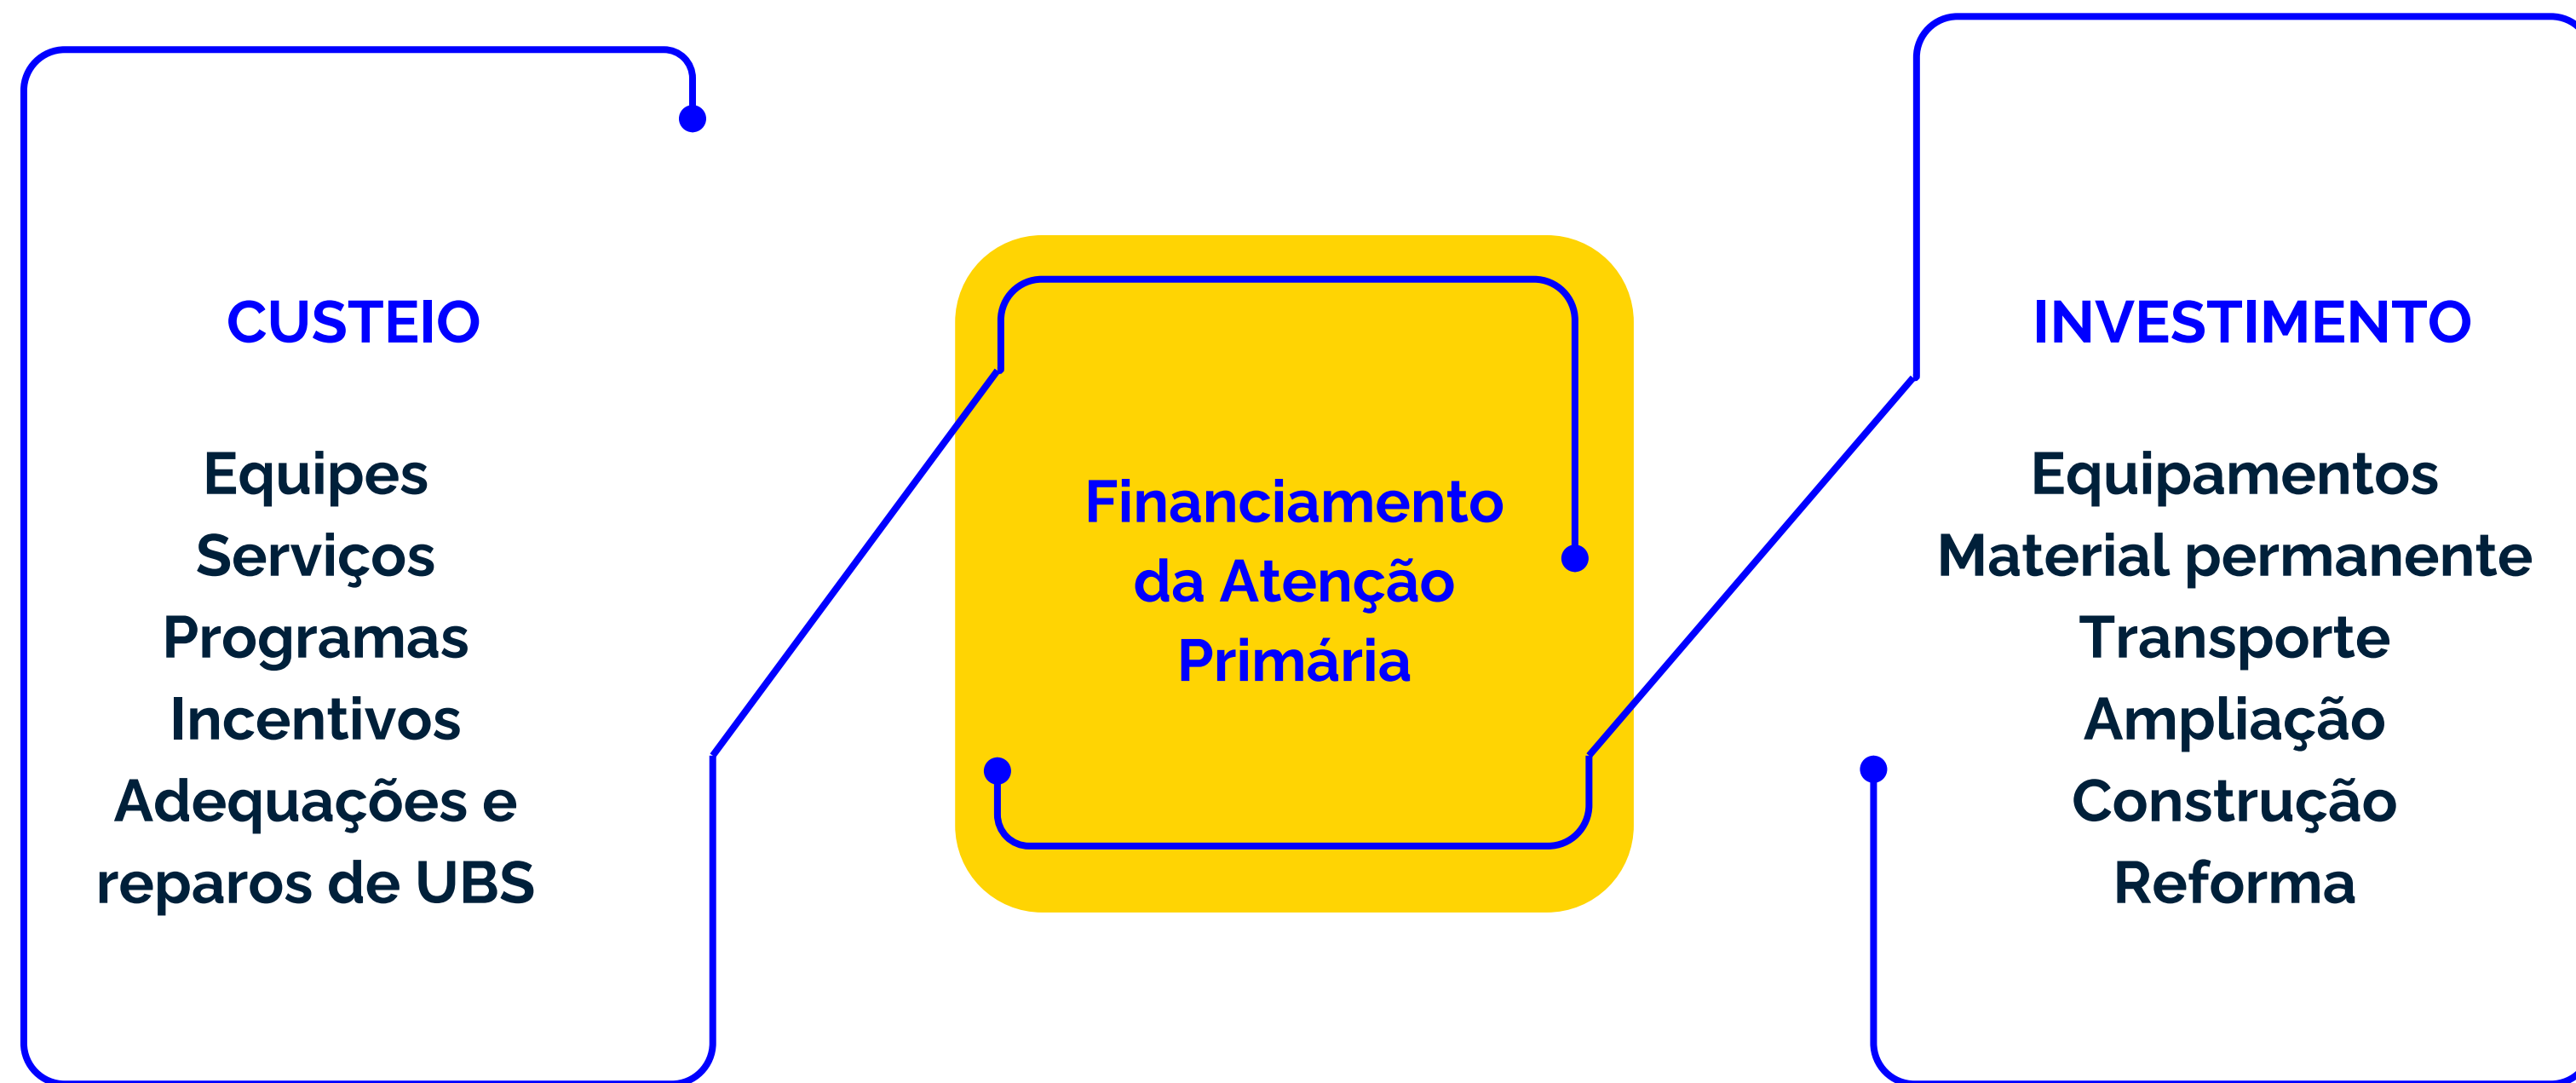 CUSTEIO
Equipes
Serviços
Programas
Incentivos
Adequações e
reparos de UBS
Financiamento
da Atenção
Primária
INVESTIMENTO
Equipamentos
Material permanente
Transporte
Ampliação
Construção
Reforma